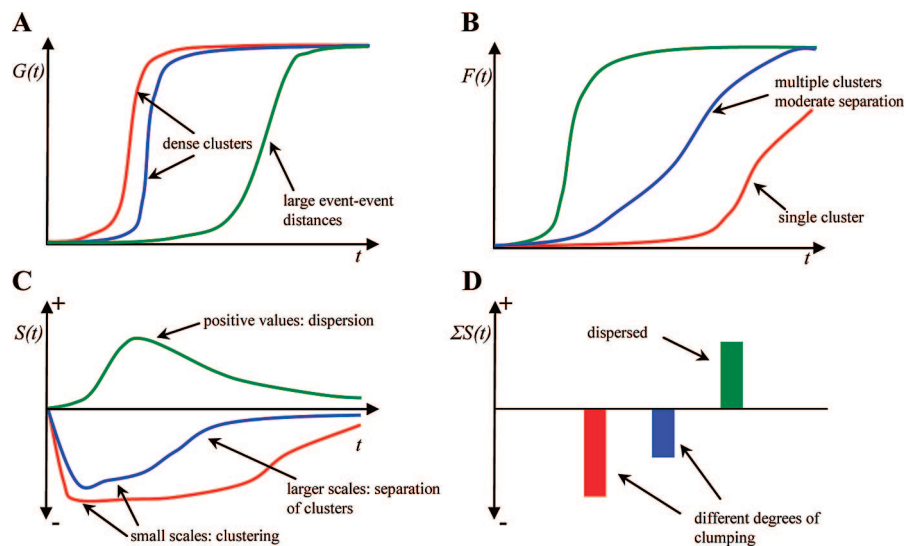 A
G(t)
dense clusters
large event-event
distances
t
B
F(t)
multiple clusters
moderate separation
single cluster
t
C
+
S(t)
positive values: dispersion
t
larger scales: separation
of clusters
small scales: clustering
-
D
+
ΣS(t)
dispersed
different degrees of
clumping
-